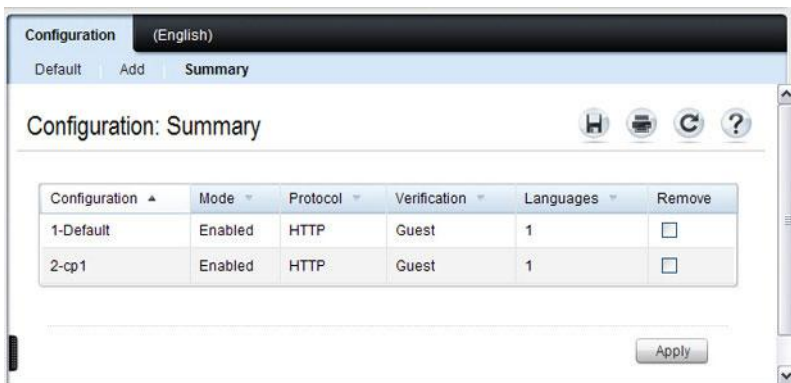 Configuration (English)
Default Add Summary
Configuration: Summary
Configuration Mode Protocol Verification Languages Remove
1-Default Enabled HTTP Guest 1
2-cp1 Enabled HTTP Guest 1
Apply